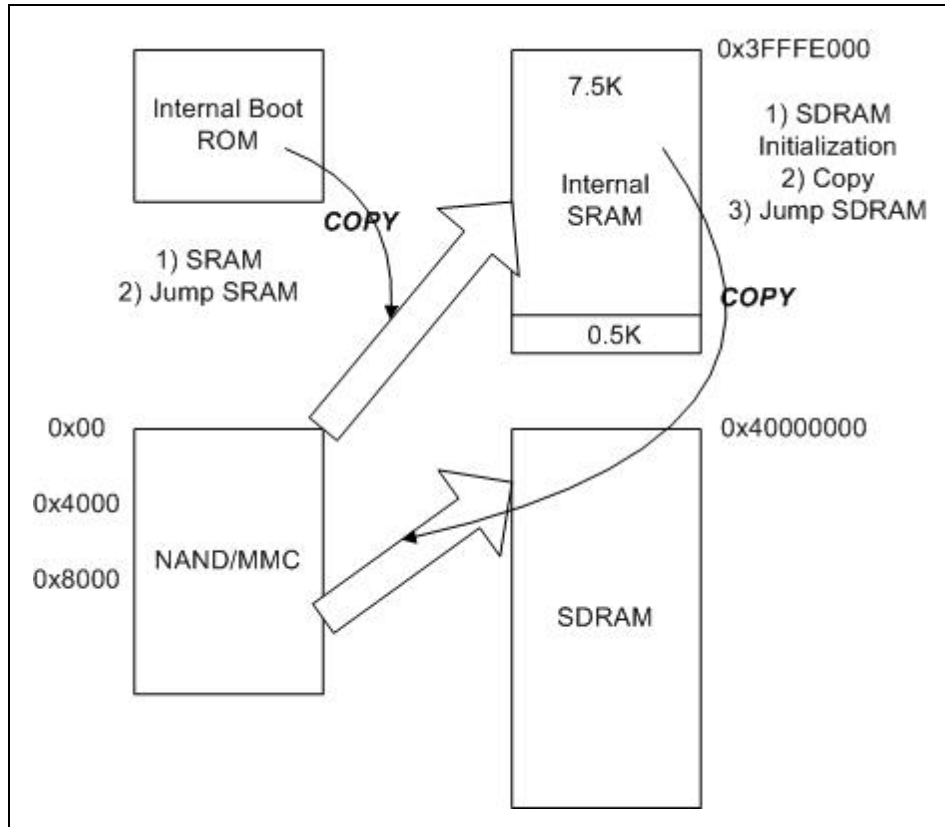 Internal Boot
ROM
COPY
1) SRAM
2) Jump SRAM
0x3FFFE000
7.5K
Internal
SRAM
0.5K
1) SDRAM
Initialization
2) Copy
3) Jump SDRAM
COPY
0x00
0x4000
0x8000
NAND/MMC
0x40000000
SDRAM